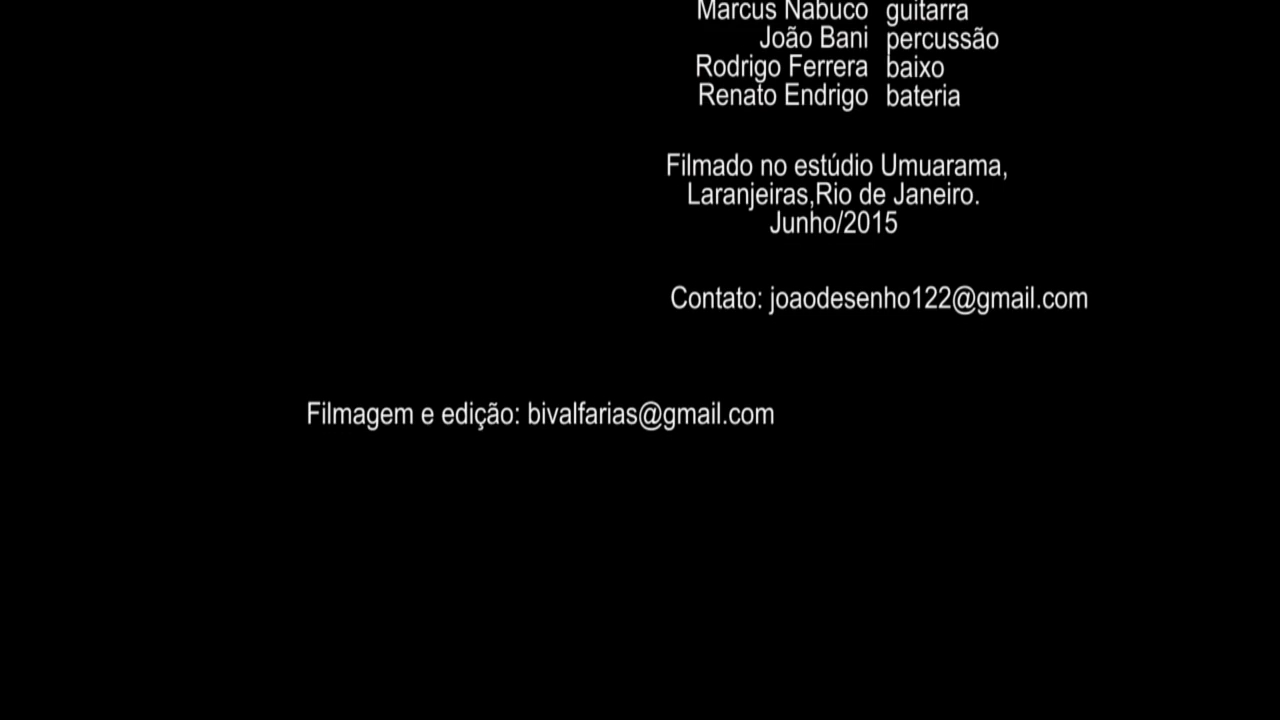 Marcus Nabuco guitarra
João Bani percussão
Rodrigo Ferrera baixo
Renato Endrigo bateria
Filmado no estúdio Umuarama,
Laranjeiras,Rio de Janeiro.
Junho/2015
Contato: joaodesenho122@gmail.com
Filmagem e edição: bivalfarias@gmail.com